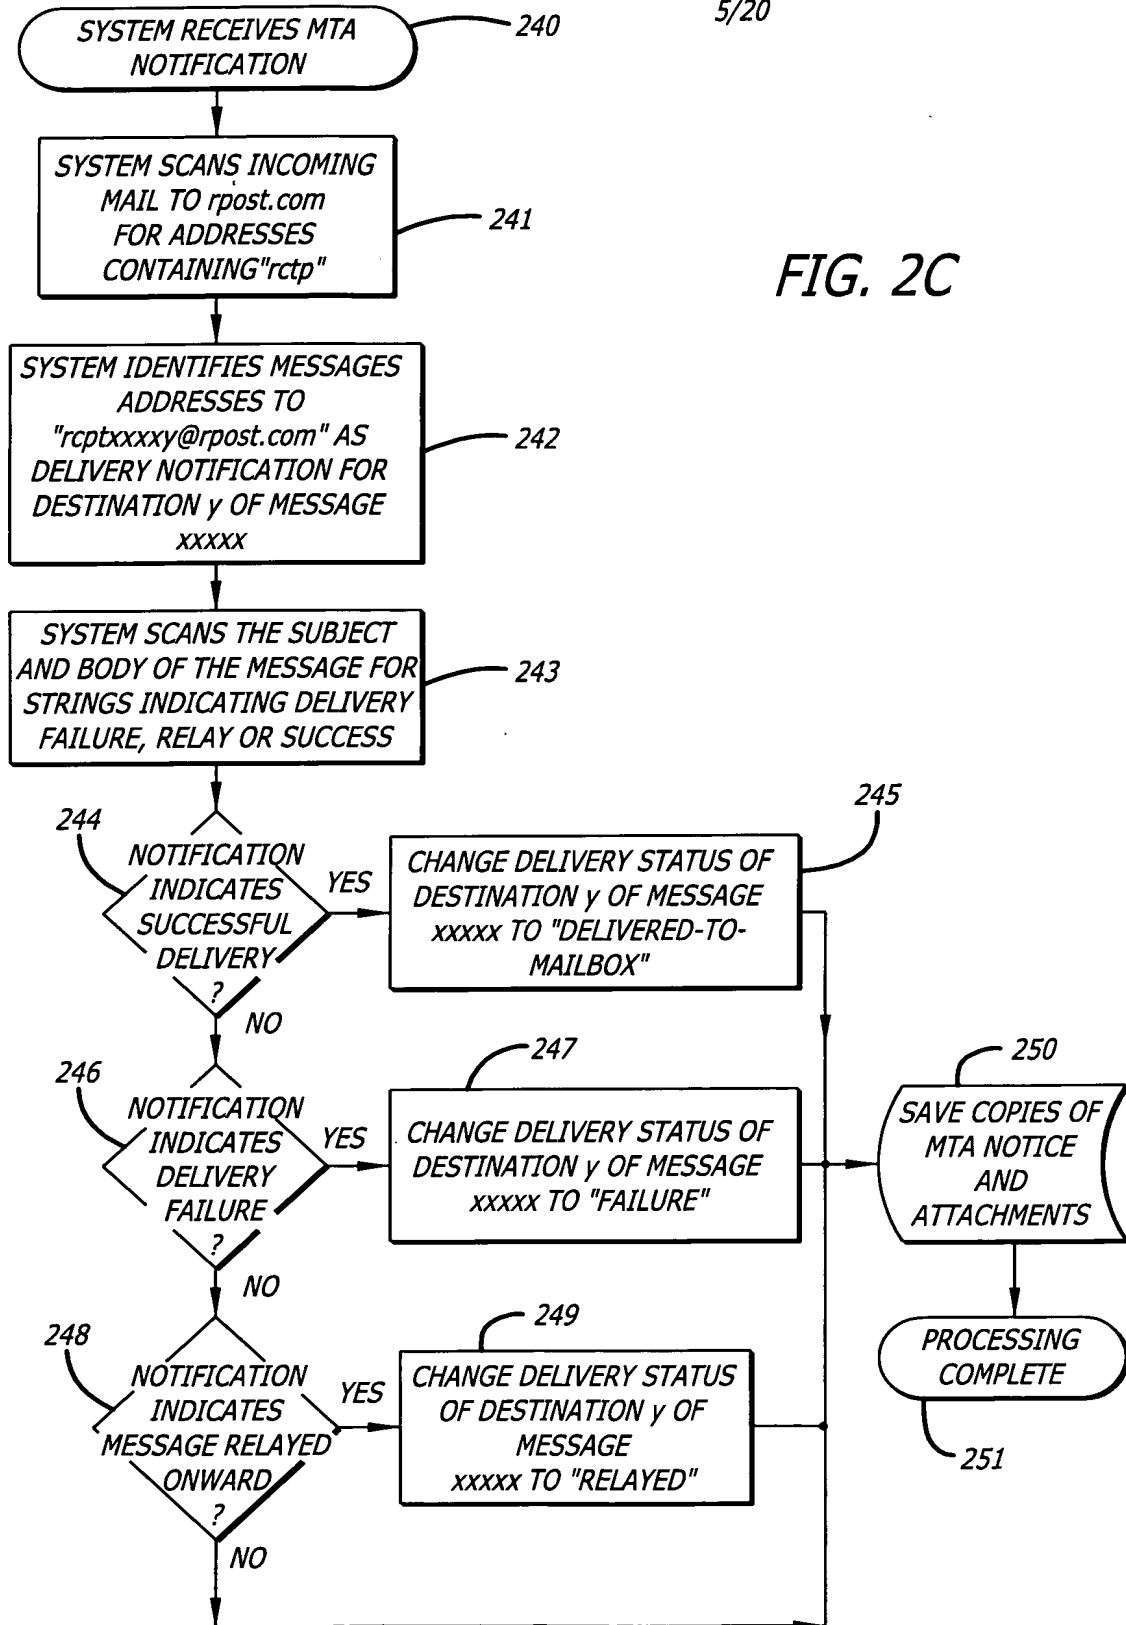 5/20
SYSTEM RECEIVES MTA
NOTIFICATION
240
SYSTEM SCANS INCOMING
MAIL TO rpost.com
FOR ADDRESSES
CONTAINING"rctp"
241
FIG. 2C
SYSTEM IDENTIFIES MESSAGES
ADDRESSES TO
"rcptxxxxy@rpost.com" AS
DELIVERY NOTIFICATION FOR
DESTINATION y OF MESSAGE
xxxxx
242
SYSTEM SCANS THE SUBJECT
AND BODY OF THE MESSAGE FOR
STRINGS INDICATING DELIVERY
FAILURE, RELAY OR SUCCESS
243
244
NOTIFICATION
INDICATES
SUCCESSFUL
DELIVERY
?
YES
NO
245
CHANGE DELIVERY STATUS OF
DESTINATION y OF MESSAGE
xxxxx TO "DELIVERED-TO-
MAILBOX"
246
NOTIFICATION
INDICATES
DELIVERY
FAILURE
?
YES
NO
247
CHANGE DELIVERY STATUS OF
DESTINATION y OF MESSAGE
xxxxx TO "FAILURE"
248
NOTIFICATION
INDICATES
MESSAGE RELAYED
ONWARD
?
YES
NO
249
CHANGE DELIVERY STATUS
OF DESTINATION y OF
MESSAGE
xxxxx TO "RELAYED"
250
SAVE COPIES OF
MTA NOTICE
AND
ATTACHMENTS
PROCESSING
COMPLETE
251